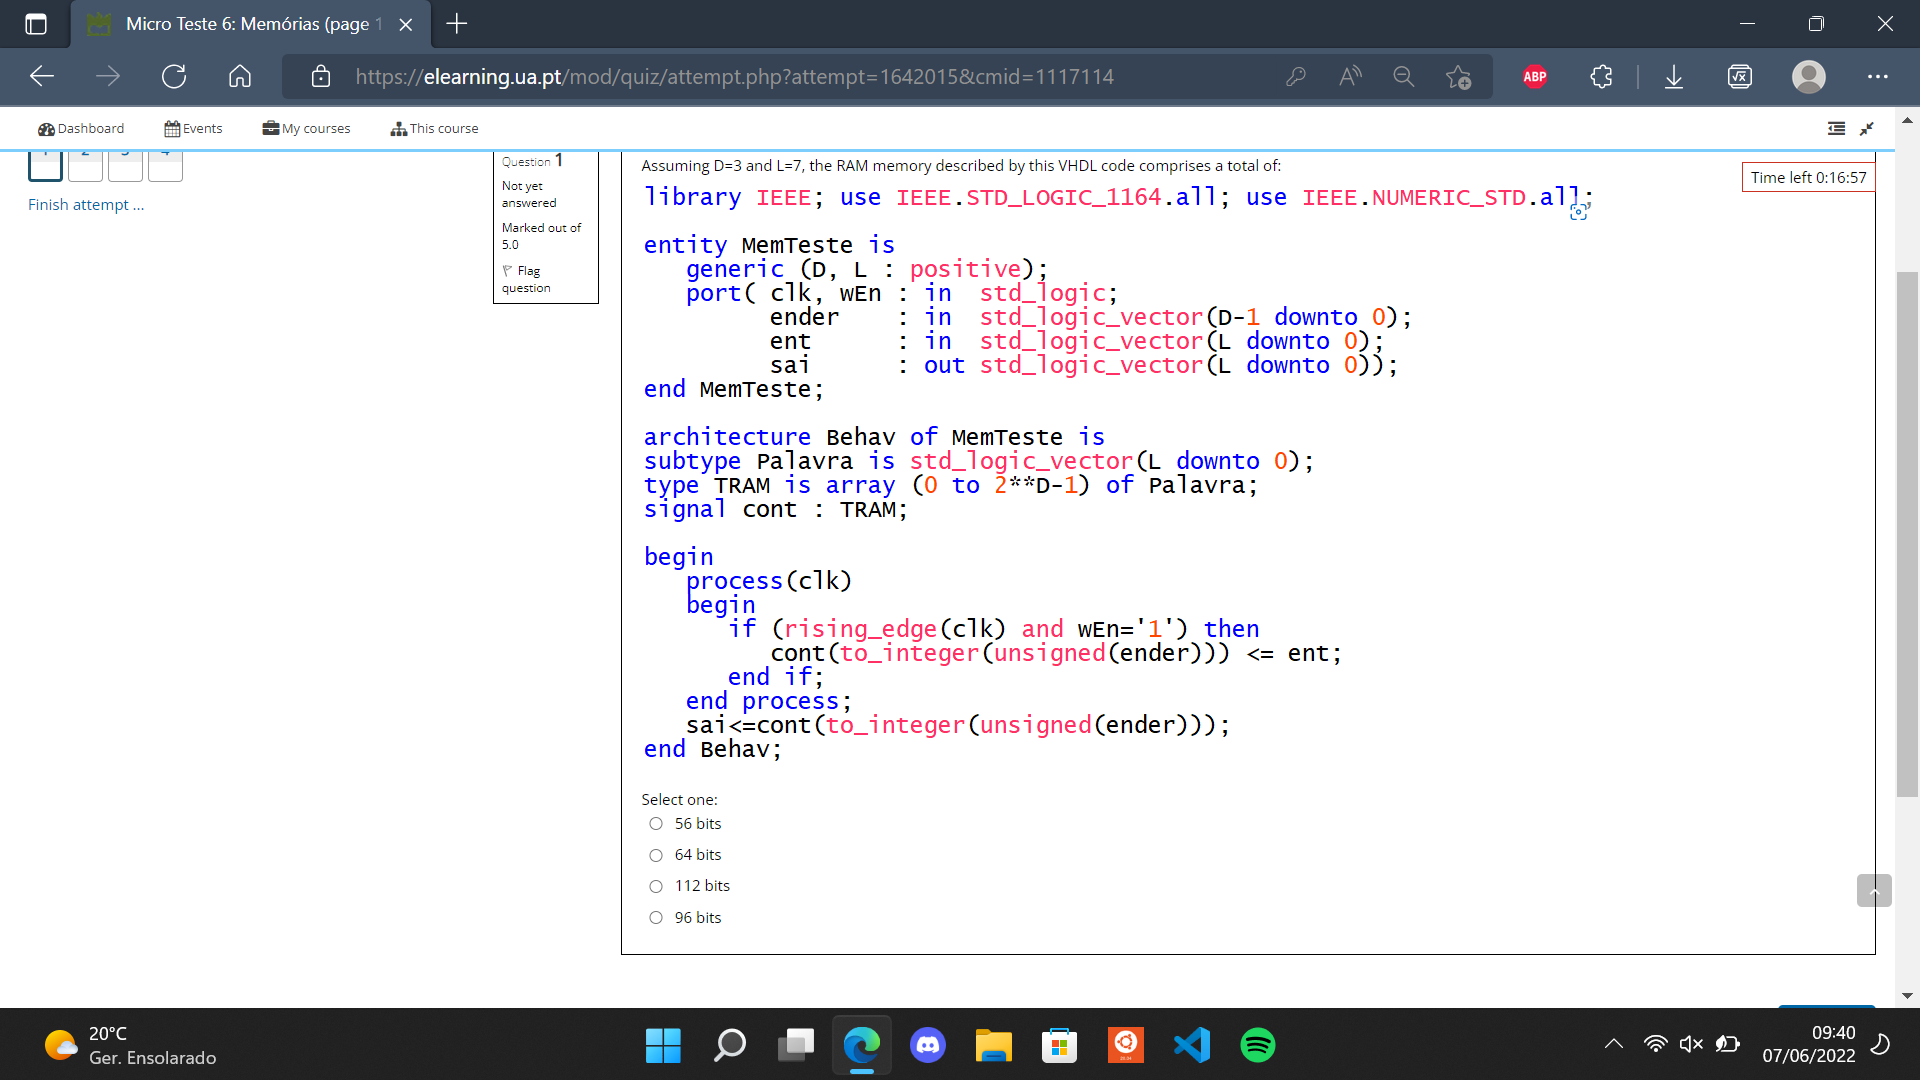 Micro Teste 6: Memórias (page 1
https://elearning.ua.pt/mod/quiz/attempt.php?attempt=1642015&cmid=1117114
ABP
Dashboard
Events
My courses
This course
Finish attempt ...
Question 1
Not yet
answered
Marked out of
5.0
Flag
question
Time left 0:16:57
Assuming D=3 and L=7, the RAM memory described by this VHDL code comprises a total of:
library IEEE; use IEEE.STD_LOGIC_1164.all; use IEEE.NUMERIC_STD.all;
entity MemTeste is
generic (D, L : positive);
port( clk, wEn : in std_logic;
ender : in std_logic_vector(D-1 downto 0);
ent : in std_logic_vector(L downto 0);
sai : out std_logic_vector(L downto 0));
end MemTeste;
architecture Behav of MemTeste is
subtype Palavra is std_logic_vector(L downto 0);
type TRAM is array (0 to 2**D-1) of Palavra;
signal cont : TRAM;
begin
process(clk)
begin
if (rising_edge(clk) and wEn='1') then
cont(to_integer(unsigned(ender))) <= ent;
end if;
end process;
sai<=cont(to_integer(unsigned(ender)));
end Behav;
Select one:
56 bits
64 bits
112 bits
96 bits
20°C
Ger. Ensolarado
09:40
07/06/2022